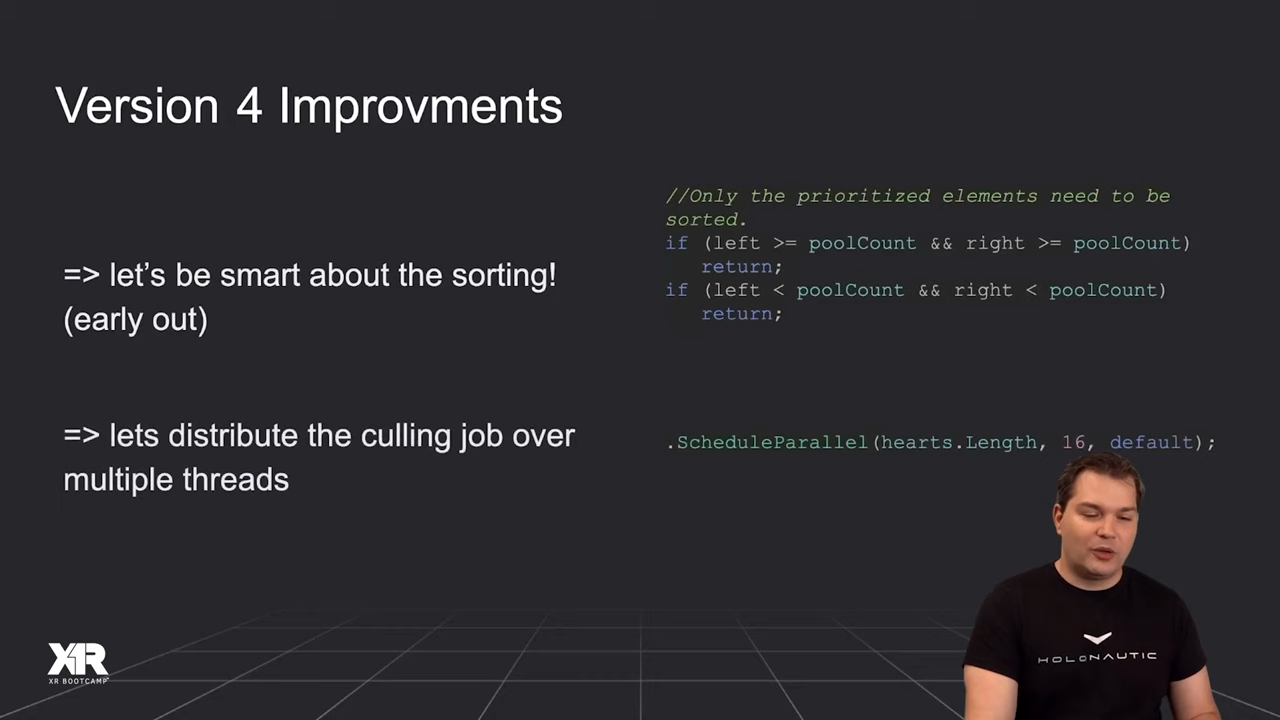 Version 4 Improvments
=> let's be smart about the sorting!
(early out)
=> lets distribute the culling job over
multiple threads
//Only the prioritized elements need to be
sorted.
if (left >= poolCount && right >= poolCount)
return;
if (left < poolCount && right < poolCount)
return;
.ScheduleParallel(hearts.Length, 16, default);
XR
XR BOOTCAMP
HOLONAUTIC